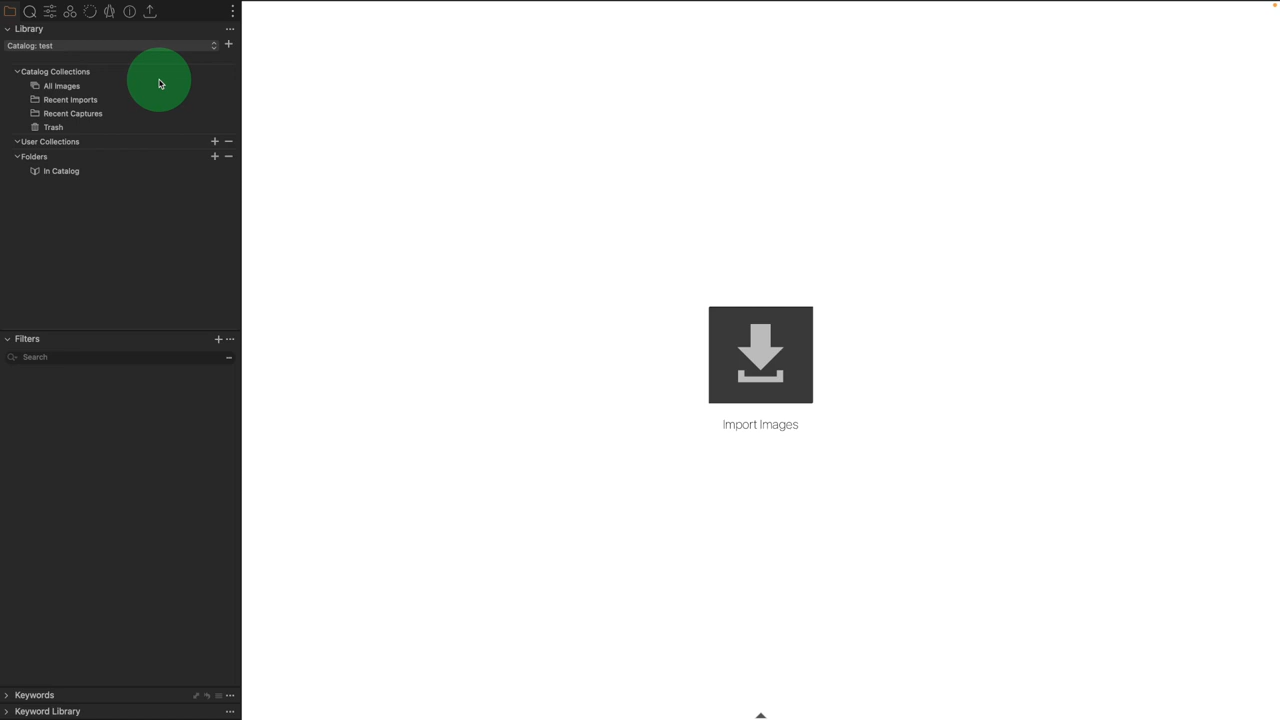 Library
Catalog: test
Catalog Collections
All Images
Recent Imports
Recent Captures
Trash
User Collections
Folders
In Catalog
Filters
Search
Import Images
Keywords
Keyword Library